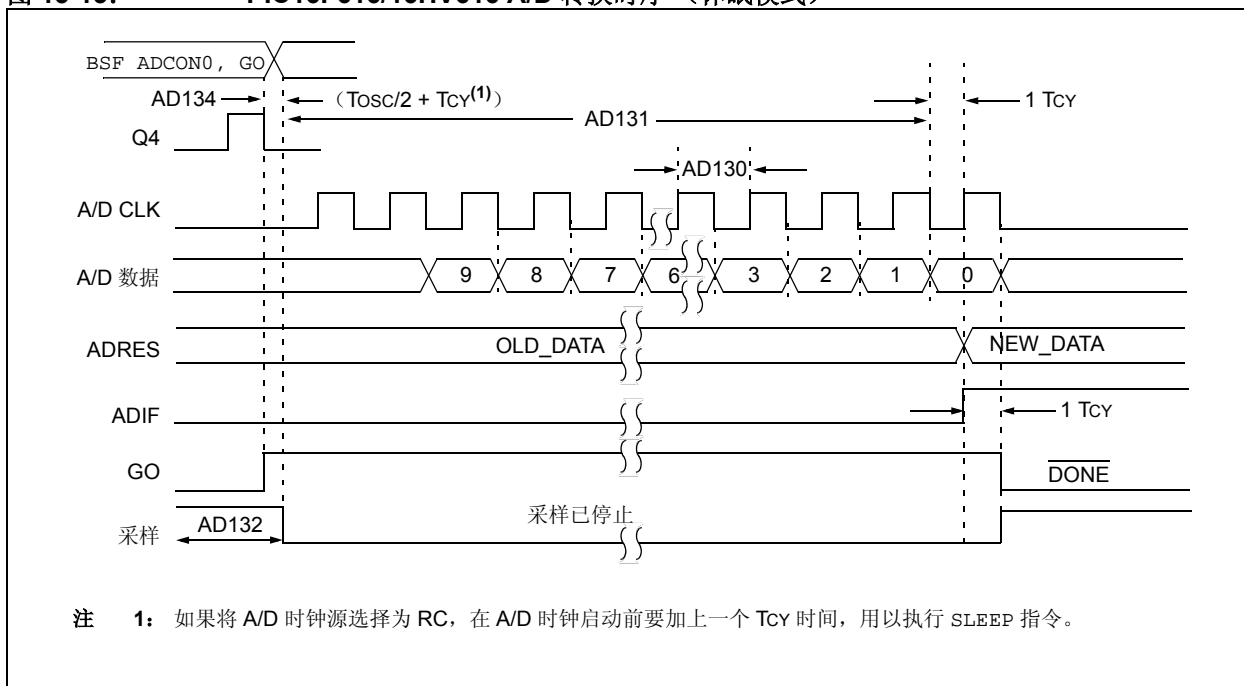 BSF ADCON0, GO
AD134
(TOSC/2 + TCY(1))
1 TCY
AD131
Q4
AD130
A/D CLK
A/D 数据
9 8 7 6 3 2 1 0
ADRES
OLD_DATA
NEW_DATA
ADIF
1 TCY
GO
DONE
采样
AD132
采样已停止
注 1： 如果将 A/D 时钟源选择为 RC，在 A/D 时钟启动前要加上一个 TCY 时间，用以执行 SLEEP 指令。